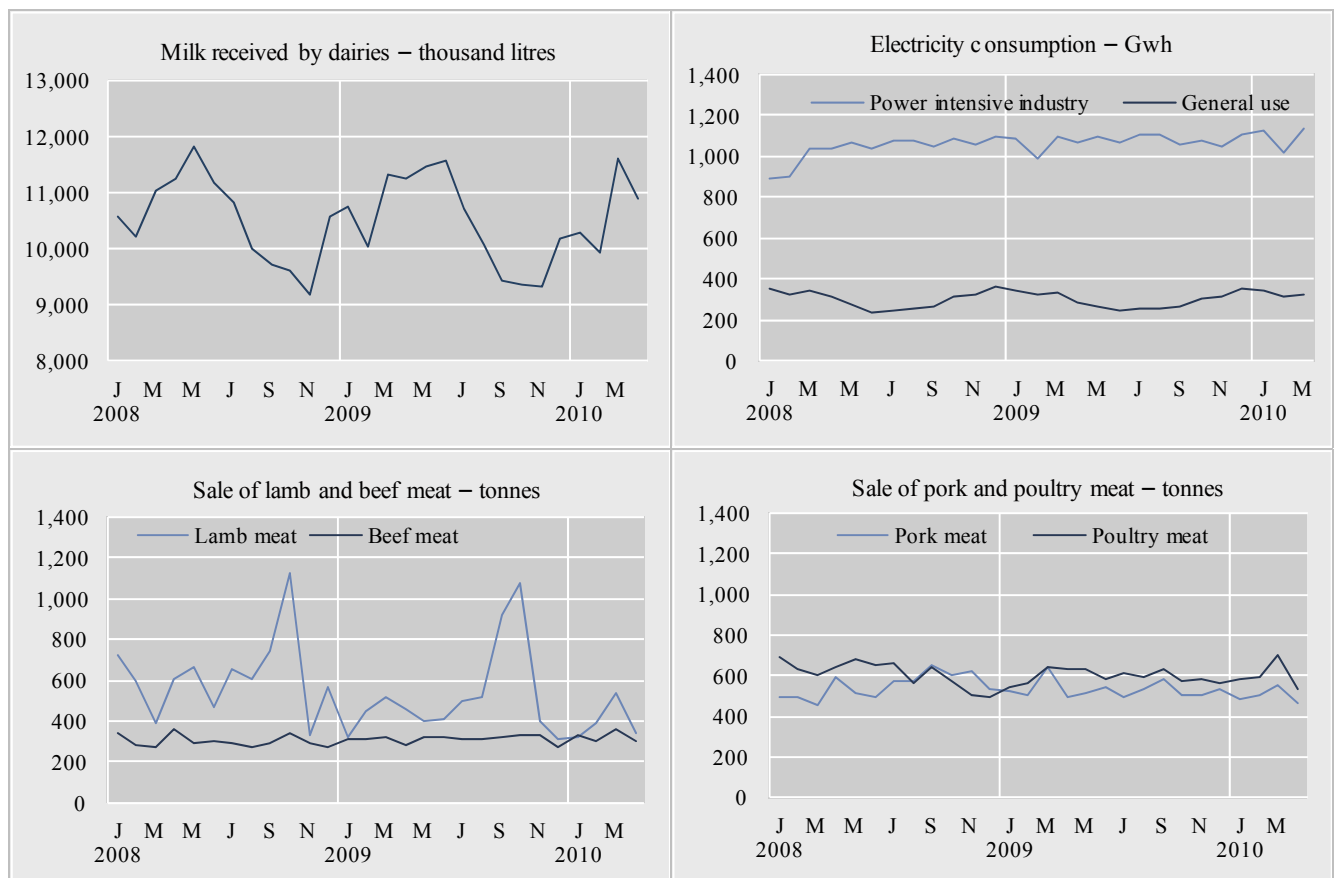 Milk received by dairies – thousand litres
13,000
12,000
11,000
10,000
9,000
8,000
J M M J S N J M M J S N J M
2008 2009 2010
Electricity consumption – Gwh
1,400
Power intensive industry General use
1,200
1,000
800
600
400
200
0
J M M J S N J M M J S N J M
2008 2009 2010
Sale of lamb and beef meat – tonnes
1,400
Lamb meat Beef meat
1,200
1,000
800
600
400
200
0
J M M J S N J M M J S N J M
2008 2009 2010
Sale of pork and poultry meat – tonnes
1,400
Pork meat Poultry meat
1,200
1,000
800
600
400
200
0
J M M J S N J M M J S N J M
2008 2009 2010